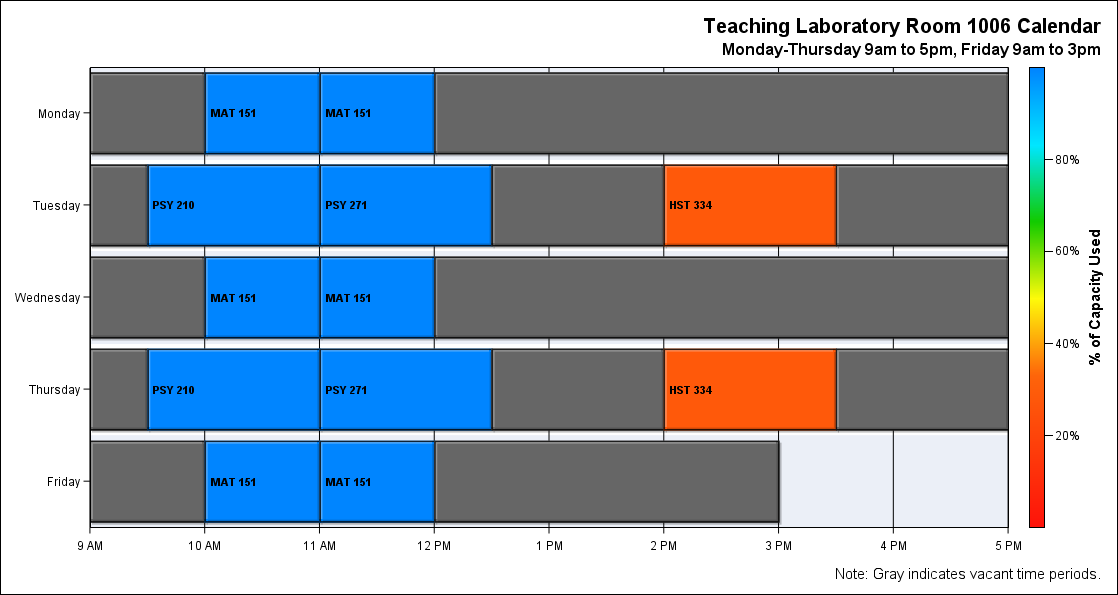 Teaching Laboratory Room 1006 Calendar
Monday-Thursday 9am to 5pm, Friday 9am to 3pm
Monday
MAT 151
MAT 151
Tuesday
PSY 210
PSY 271
HST 334
Wednesday
MAT 151
MAT 151
Thursday
PSY 210
PSY 271
HST 334
Friday
MAT 151
MAT 151
9 AM
10 AM
11 AM
12 PM
1 PM
2 PM
3 PM
4 PM
5 PM
80%
60%
40%
20%
% of Capacity Used
Note: Gray indicates vacant time periods.